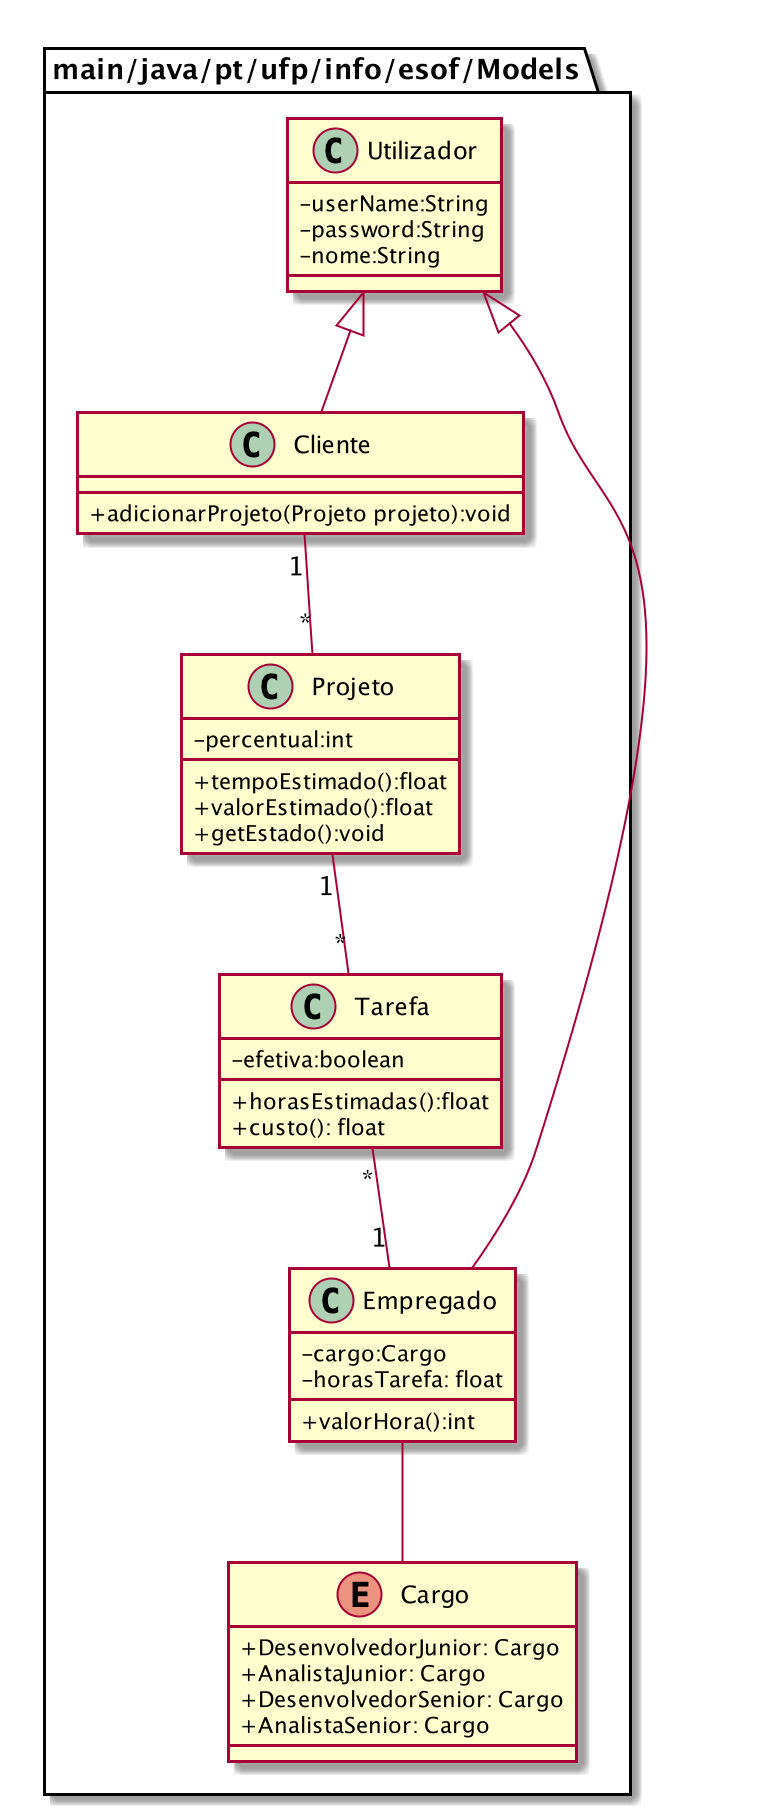 main/java/pt/ufp/info/esof/Models
C Utilizador
-userName:String
-password:String
-nome:String
C Cliente
+adicionarProjeto(Projeto projeto):void
1
*
C Projeto
-percentual:int
+tempoEstimado():float
+valorEstimado():float
+getEstado():void
1
*
C Tarefa
-efetiva:boolean
+horasEstimadas():float
+custo(): float
*
1
C Empregado
-cargo:Cargo
-horasTarefa: float
+valorHora():int
E Cargo
+DesenvolvedorJunior: Cargo
+AnalistaJunior: Cargo
+DesenvolvedorSenior: Cargo
+AnalistaSenior: Cargo